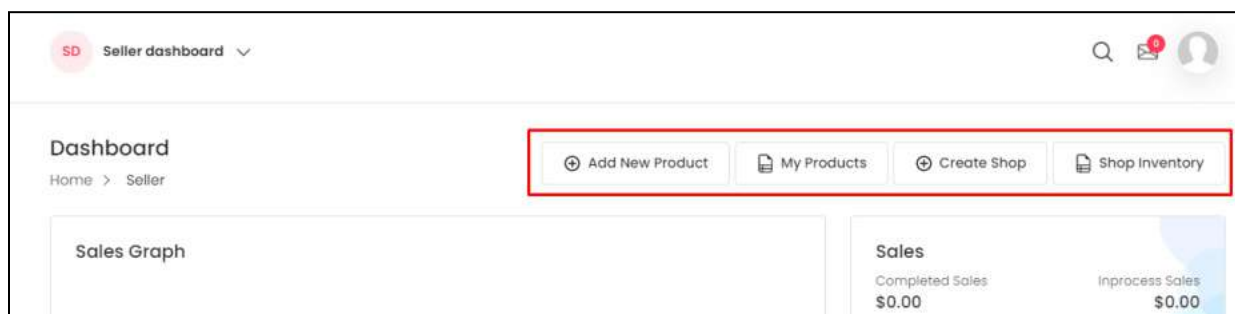 SD Seller dashboard
0
Dashboard
Home > Seller
Add New Product
My Products
Create Shop
Shop Inventory
Sales Graph
Sales
Completed Sales
$0.00
Inprocess Sales
$0.00